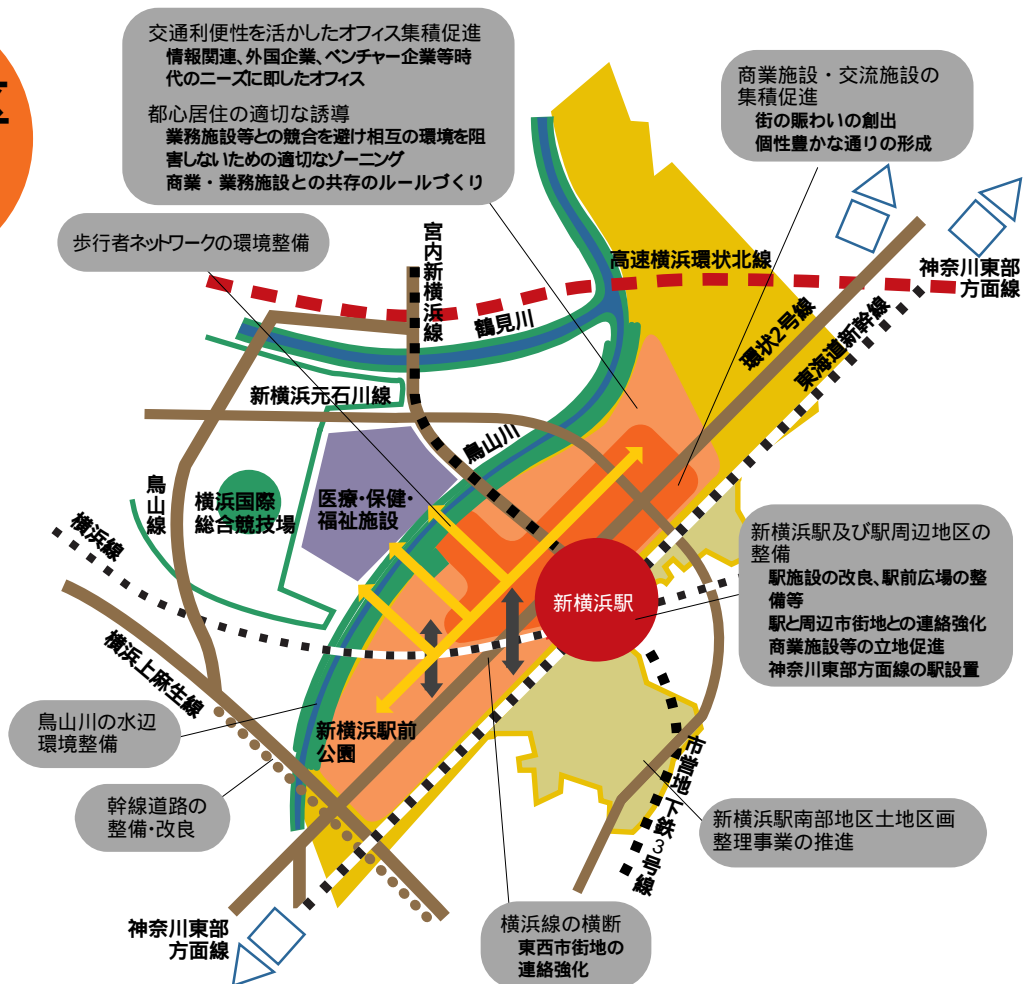 区
交通利便性を活かしたオフィス集積促進
情報関連、外国企業、ベンチャー企業等時
代のニーズに即したオフィス
都心居住の適切な誘導
業務施設等との競合を避け相互の環境を阻
害しないための適切なゾーニング
商業・業務施設との共存のルールづくり
商業施設・交流施設の
集積促進
街の賑わいの創出
個性豊かな通りの形成
歩行者ネットワークの環境整備
宮内新横浜線
高速横浜環状北線
神奈川東部
方面線
鶴見川
環状2号線
東海道新幹線
新横浜元石川線
鳥山川
鳥山線
横浜国際
総合競技場
医療・保健・
福祉施設
横浜線
新横浜駅
新横浜駅及び駅周辺地区の
整備
駅施設の改良、駅前広場の整
備等
駅と周辺市街地との連絡強化
商業施設等の立地促進
神奈川東部方面線の駅設置
横浜上麻生線
鳥山川の水辺
環境整備
新横浜駅前
公園
市営地下鉄3号線
幹線道路の
整備・改良
新横浜駅南部地区土地区画
整理事業の推進
神奈川東部
方面線
横浜線の横断
東西市街地の
連絡強化